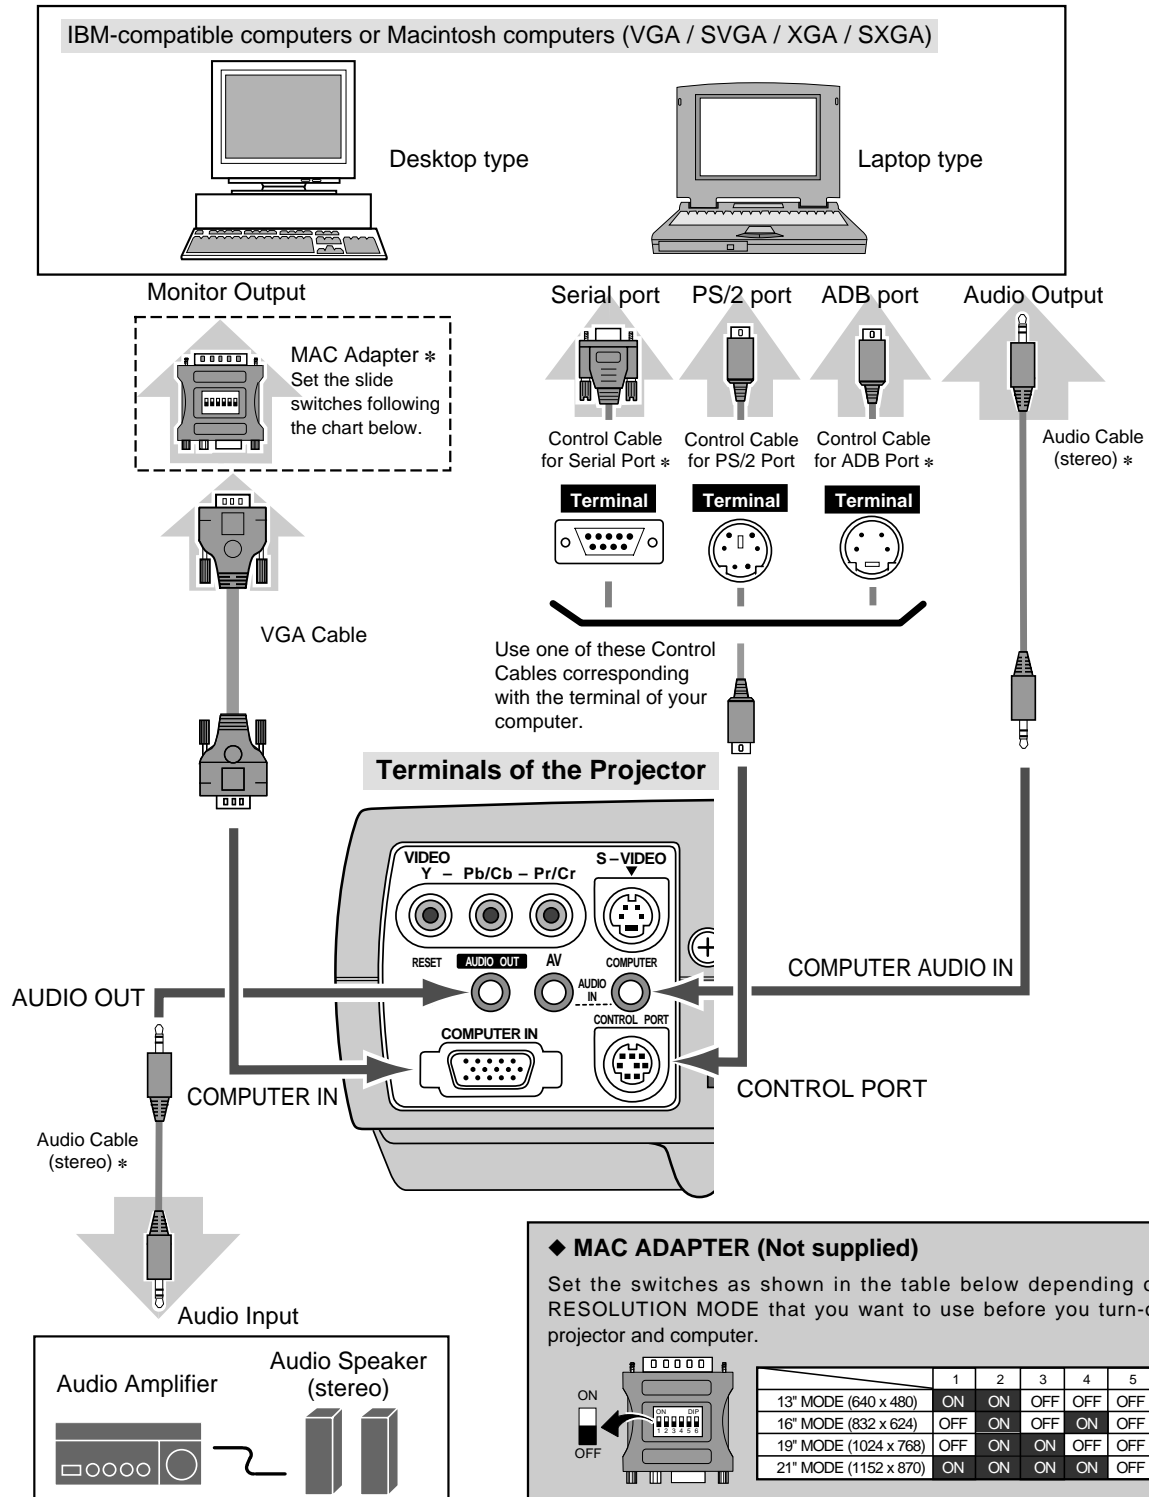 IBM-compatible computers or Macintosh computers (VGA / SVGA / XGA / SXGA)
Desktop type
Laptop type
Monitor Output
Serial port
PS/2 port
ADB port
Audio Output
MAC Adapter *
Set the slide
switches following
the chart below.
Control Cable
for Serial Port *
Control Cable
for PS/2 Port
Control Cable
for ADB Port *
Audio Cable
(stereo) *
Terminal
Terminal
Terminal
VGA Cable
Use one of these Control
Cables corresponding
with the terminal of your
computer.
Terminals of the Projector
VIDEO
Y – Pb/Cb – Pr/Cr
S–VIDEO
RESET
AUDIO OUT
AV
COMPUTER
AUDIO
IN
CONTROL PORT
COMPUTER IN
COMPUTER AUDIO IN
AUDIO OUT
COMPUTER IN
CONTROL PORT
Audio Cable
(stereo) *
Audio Input
Audio Amplifier
Audio Speaker
(stereo)
◆ MAC ADAPTER (Not supplied)
Set the switches as shown in the table below depending
RESOLUTION MODE that you want to use before you
projector and computer.
ON
OFF
ON DIP
1 2 3 4 5 6
1 2 3 4 5
13" MODE (640 x 480) ON ON OFF OFF OFF
16" MODE (832 x 624) OFF ON OFF ON OFF
19" MODE (1024 x 768) OFF ON ON OFF OFF
21" MODE (1152 x 870) ON ON ON ON OFF